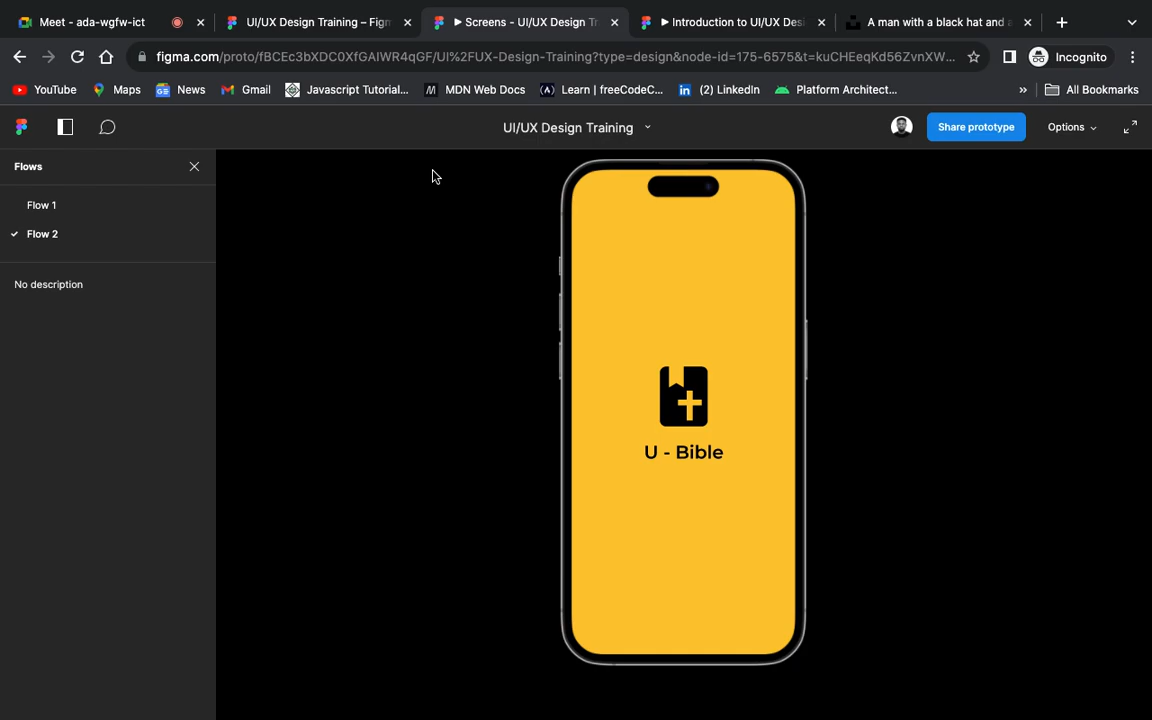 Meet - ada-wgfw-ict
UI/UX Design Training – Figm
Screens - UI/UX Design Tr
Introduction to UI/UX Desi
A man with a black hat and a
figma.com/proto/fBCEc3bXDC0XfGAIWR4qGF/UI%2FUX-Design-Training?type=design&node-id=175-6575&t=kuCHEeqKd56ZvnXW...
Incognito
YouTube
Maps
News
Gmail
Javascript Tutorial...
MDN Web Docs
Learn | freeCodeC...
(2) LinkedIn
Platform Architect...
»
All Bookmarks
UI/UX Design Training
Share prototype
Options
Flows
Flow 1
Flow 2
No description
U - Bible